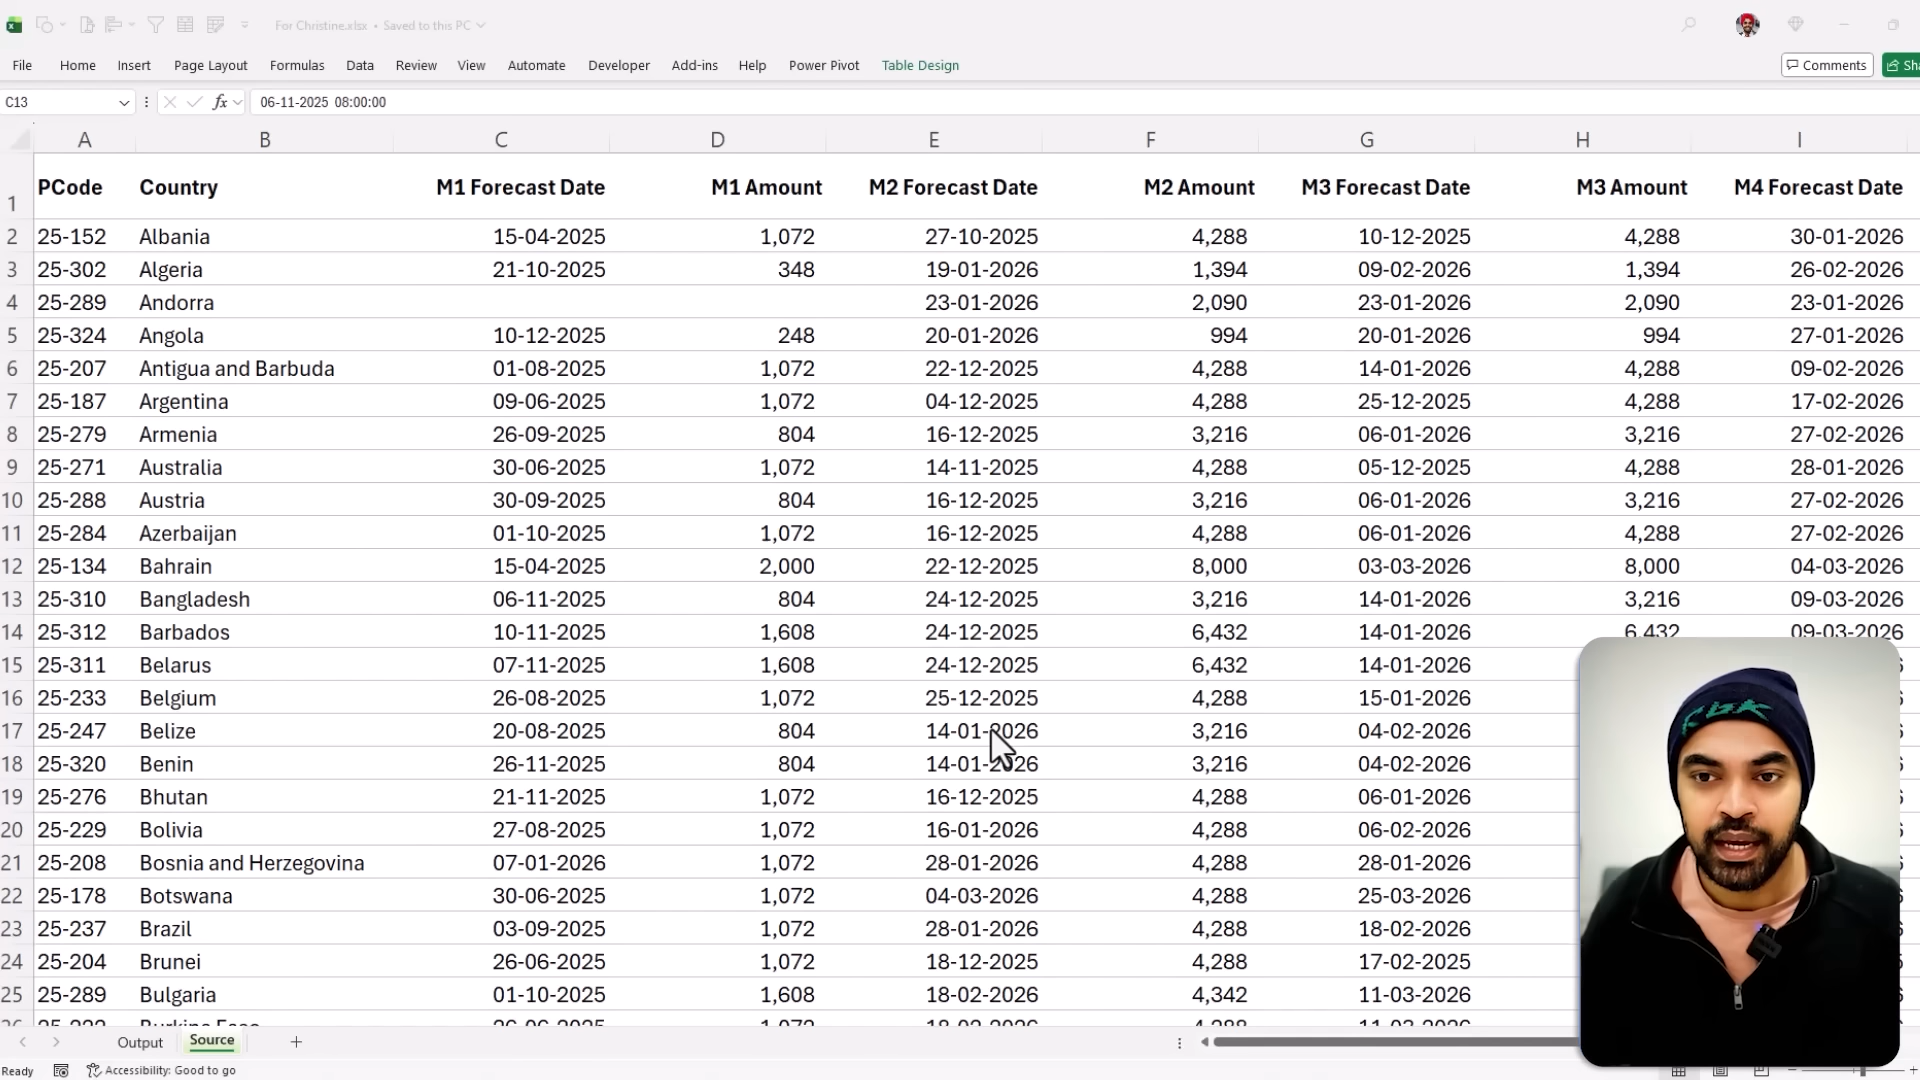 For Christine.xlsx • Saved to this PC
File Home Insert Page Layout Formulas Data Review View Automate Developer Add-ins Help Power Pivot Table Design Comments Sha
C13 fx 06-11-2025 08:00:00
A B C D E F G H I
1 PCode Country M1 Forecast Date M1 Amount M2 Forecast Date M2 Amount M3 Forecast Date M3 Amount M4 Forecast Date
2 25-152 Albania 15-04-2025 1,072 27-10-2025 4,288 10-12-2025 4,288 30-01-2026
3 25-302 Algeria 21-10-2025 348 19-01-2026 1,394 09-02-2026 1,394 26-02-2026
4 25-289 Andorra 23-01-2026 2,090 23-01-2026 2,090 23-01-2026
5 25-324 Angola 10-12-2025 248 20-01-2026 994 20-01-2026 994 27-01-2026
6 25-207 Antigua and Barbuda 01-08-2025 1,072 22-12-2025 4,288 14-01-2026 4,288 09-02-2026
7 25-187 Argentina 09-06-2025 1,072 04-12-2025 4,288 25-12-2025 4,288 17-02-2026
8 25-279 Armenia 26-09-2025 804 16-12-2025 3,216 06-01-2026 3,216 27-02-2026
9 25-271 Australia 30-06-2025 1,072 14-11-2025 4,288 05-12-2025 4,288 28-01-2026
10 25-288 Austria 30-09-2025 804 16-12-2025 3,216 06-01-2026 3,216 27-02-2026
11 25-284 Azerbaijan 01-10-2025 1,072 16-12-2025 4,288 06-01-2026 4,288 27-02-2026
12 25-134 Bahrain 15-04-2025 2,000 22-12-2025 8,000 03-03-2026 8,000 04-03-2026
13 25-310 Bangladesh 06-11-2025 804 24-12-2025 3,216 14-01-2026 3,216 09-03-2026
14 25-312 Barbados 10-11-2025 1,608 24-12-2025 6,432 14-01-2026 6,432 09-03-2026
15 25-311 Belarus 07-11-2025 1,608 24-12-2025 6,432 14-01-2026
16 25-233 Belgium 26-08-2025 1,072 25-12-2025 4,288 15-01-2026
17 25-247 Belize 20-08-2025 804 14-01-2026 3,216 04-02-2026
18 25-320 Benin 26-11-2025 804 14-01-2026 3,216 04-02-2026
19 25-276 Bhutan 21-11-2025 1,072 16-12-2025 4,288 06-01-2026
20 25-229 Bolivia 27-08-2025 1,072 16-01-2026 4,288 06-02-2026
21 25-208 Bosnia and Herzegovina 07-01-2026 1,072 28-01-2026 4,288 28-01-2026
22 25-178 Botswana 30-06-2025 1,072 04-03-2026 4,288 25-03-2026
23 25-237 Brazil 03-09-2025 1,072 28-01-2026 4,288 18-02-2026
24 25-204 Brunei 26-06-2025 1,072 18-12-2025 4,288 17-02-2025
25 25-289 Bulgaria 01-10-2025 1,608 18-02-2026 4,342 11-03-2026
Output Source
Ready Accessibility: Good to go